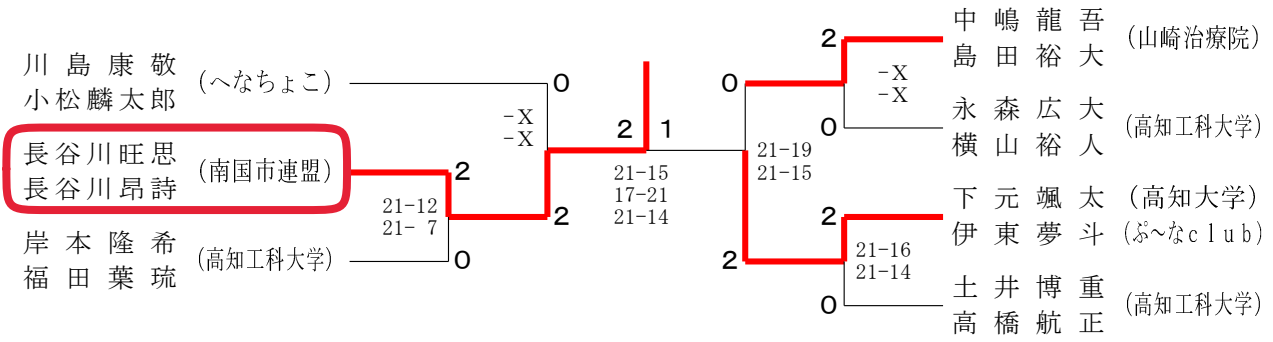 川島康敬
小松麟太郎
(へなちょこ)
長谷川旺思
長谷川昂詩
(南国市連盟)
岸本隆希
福田葉琉
(高知工科大学)
2
21-12
21- 7
0
0
-X
-X
2
2 1
21-15
17-21
21-14
0
21-19
21-15
2
2
-X
-X
0
2
21-16
21-14
0
中嶋龍吾
島田裕大
(山崎治療院)
永森広大
横山裕人
(高知工科大学)
下元颯太
(高知大学)
伊東夢斗
(ぷ~なclub)
土井博重
高橋航正
(高知工科大学)